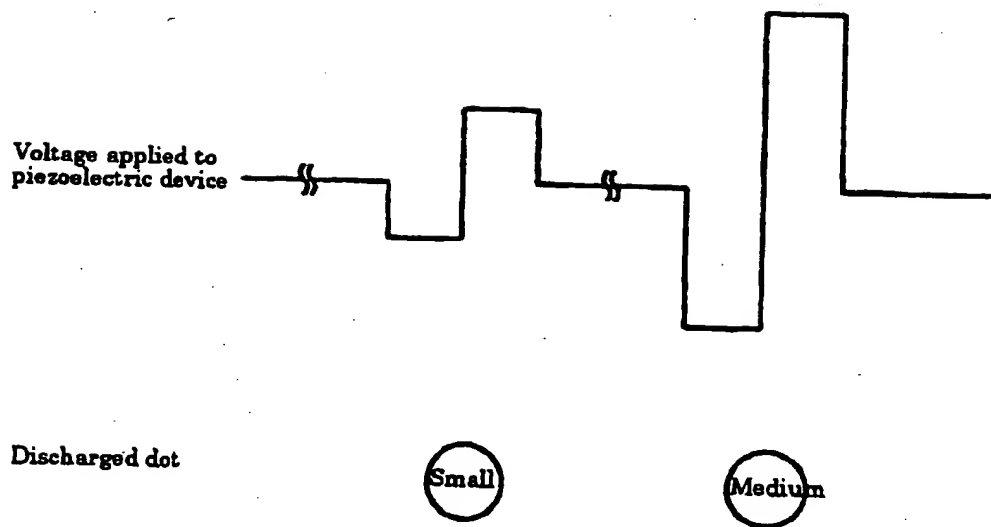 Voltage applied to
piezoelectric device
Discharged dot
Small
Medium